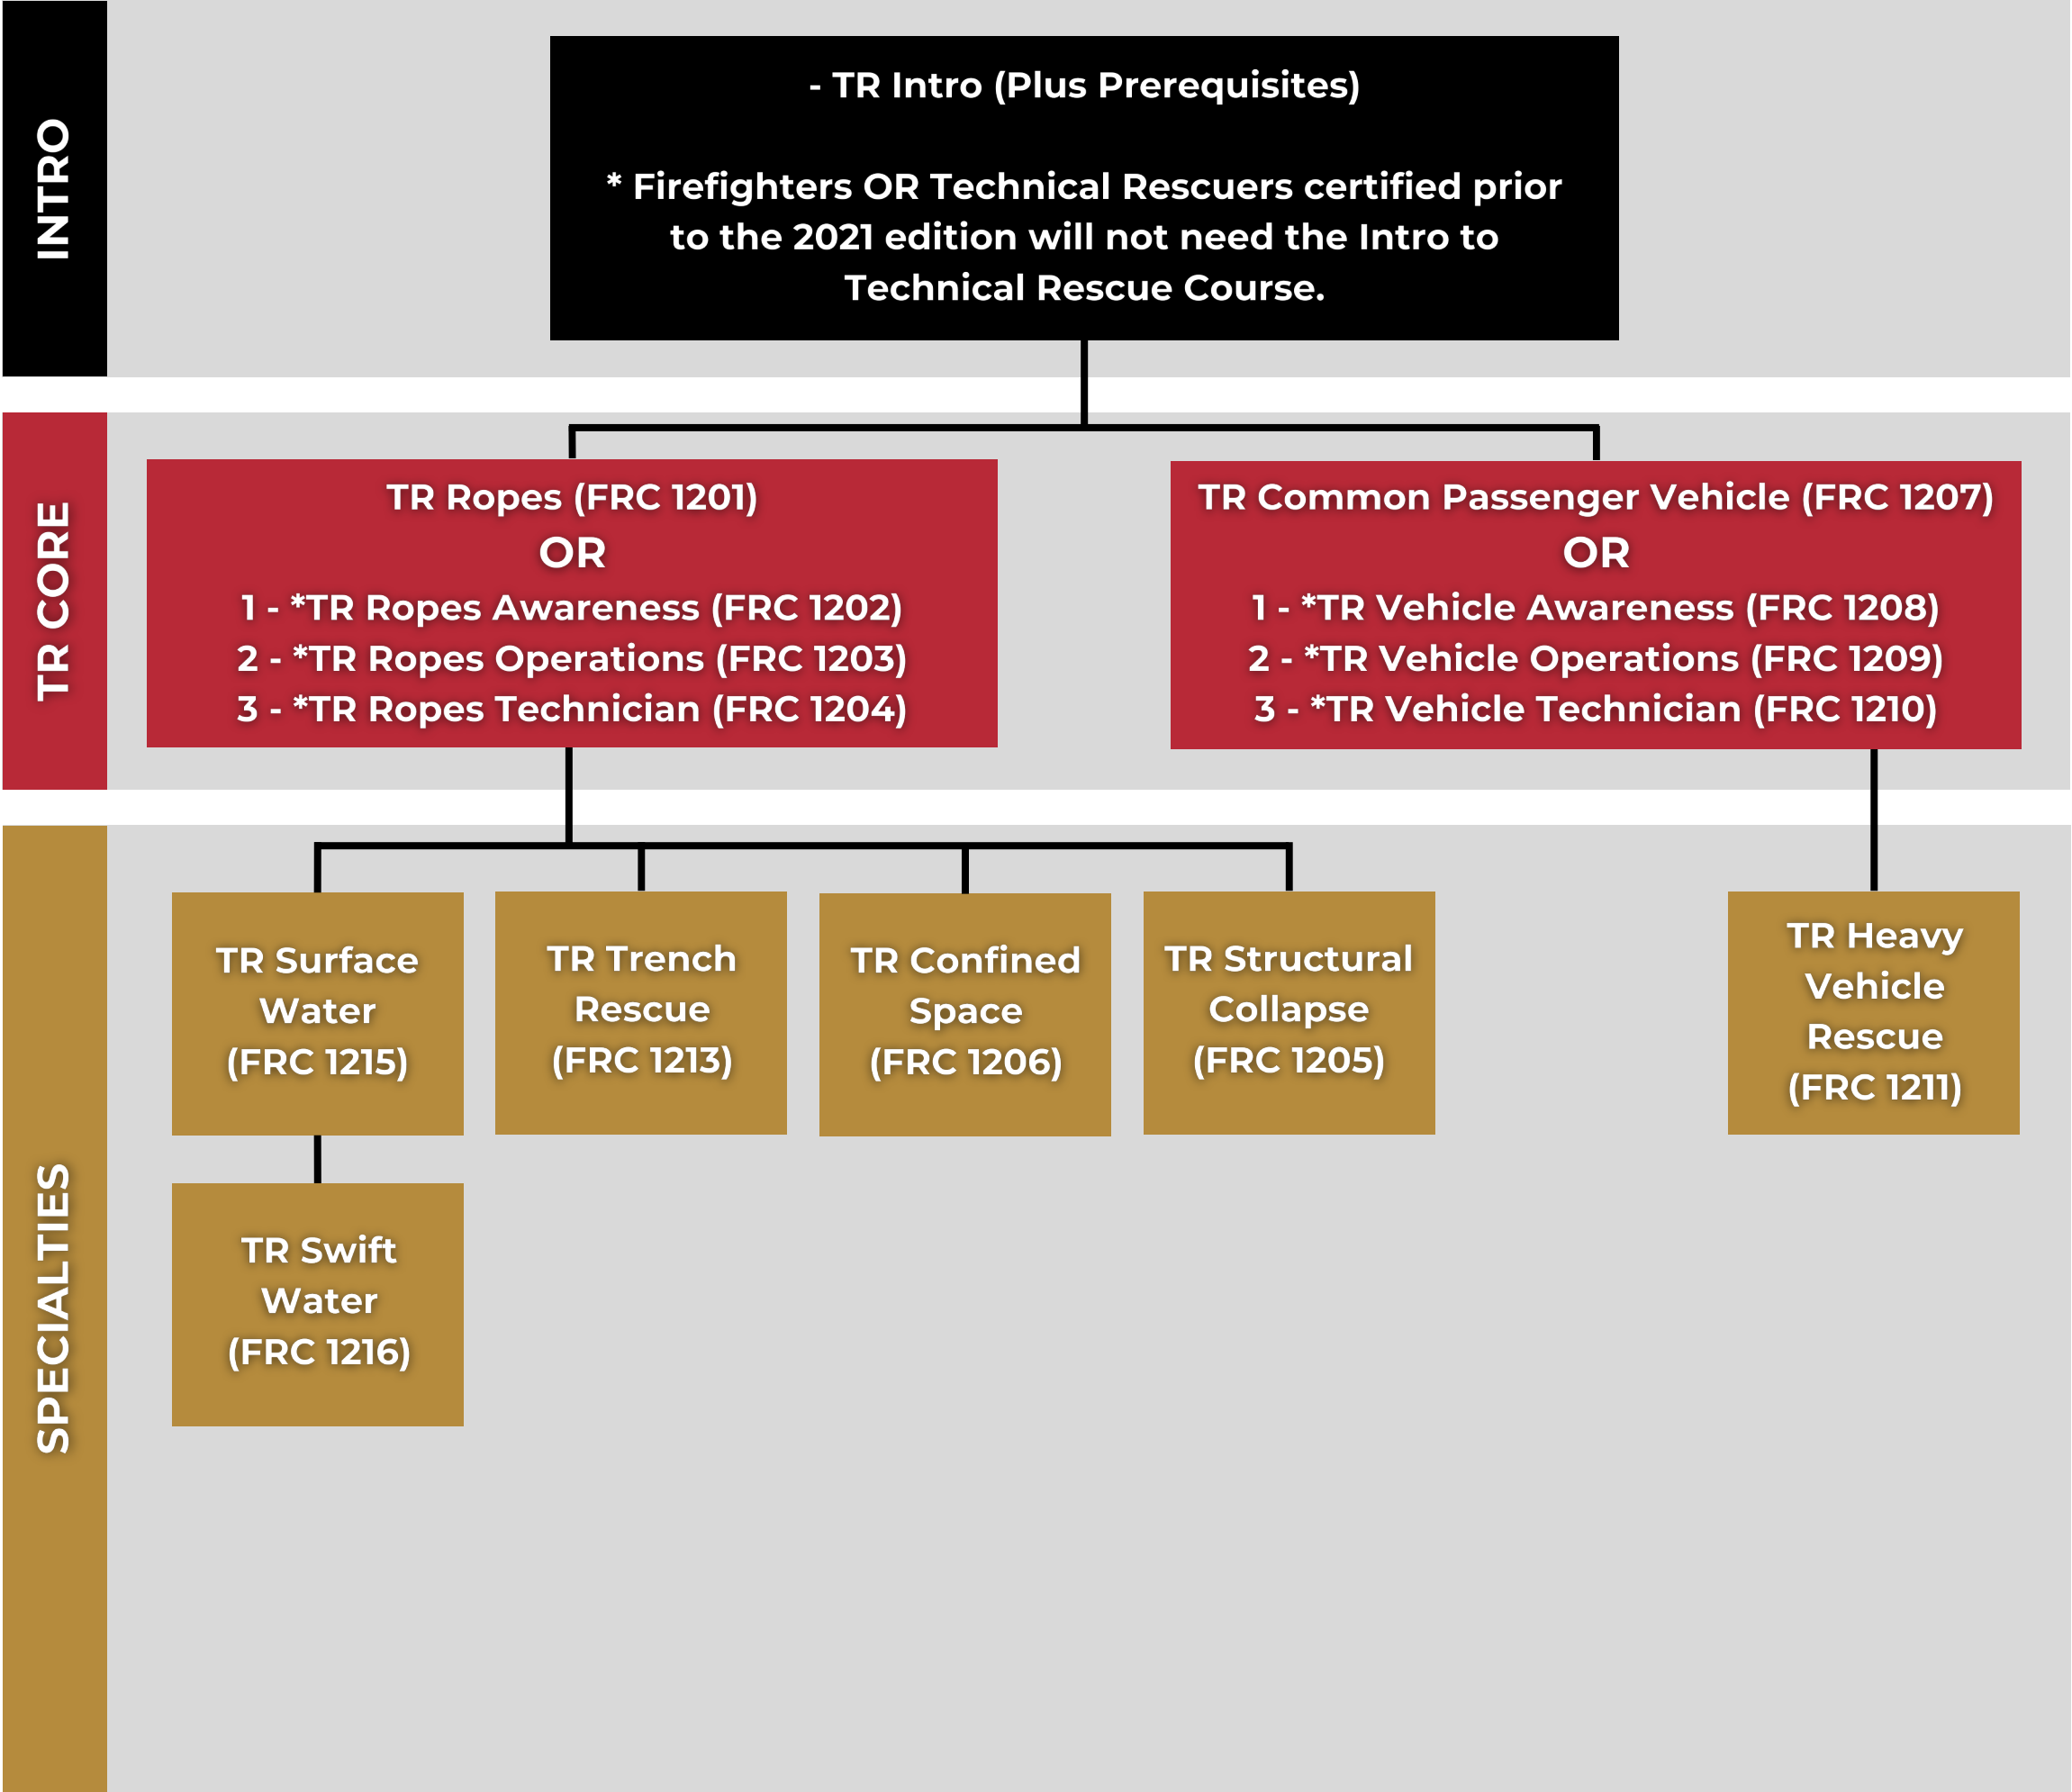 INTRO
- TR Intro (Plus Prerequisites)
* Firefighters OR Technical Rescuers certified prior
to the 2021 edition will not need the Intro to
Technical Rescue Course.
TR CORE
TR Ropes (FRC 1201)
OR
1 - *TR Ropes Awareness (FRC 1202)
2 - *TR Ropes Operations (FRC 1203)
3 - *TR Ropes Technician (FRC 1204)
TR Common Passenger Vehicle (FRC 1207)
OR
1 - *TR Vehicle Awareness (FRC 1208)
2 - *TR Vehicle Operations (FRC 1209)
3 - *TR Vehicle Technician (FRC 1210)
SPECIALTIES
TR Surface
Water
(FRC 1215)
TR Trench
Rescue
(FRC 1213)
TR Confined
Space
(FRC 1206)
TR Structural
Collapse
(FRC 1205)
TR Heavy
Vehicle
Rescue
(FRC 1211)
TR Swift
Water
(FRC 1216)